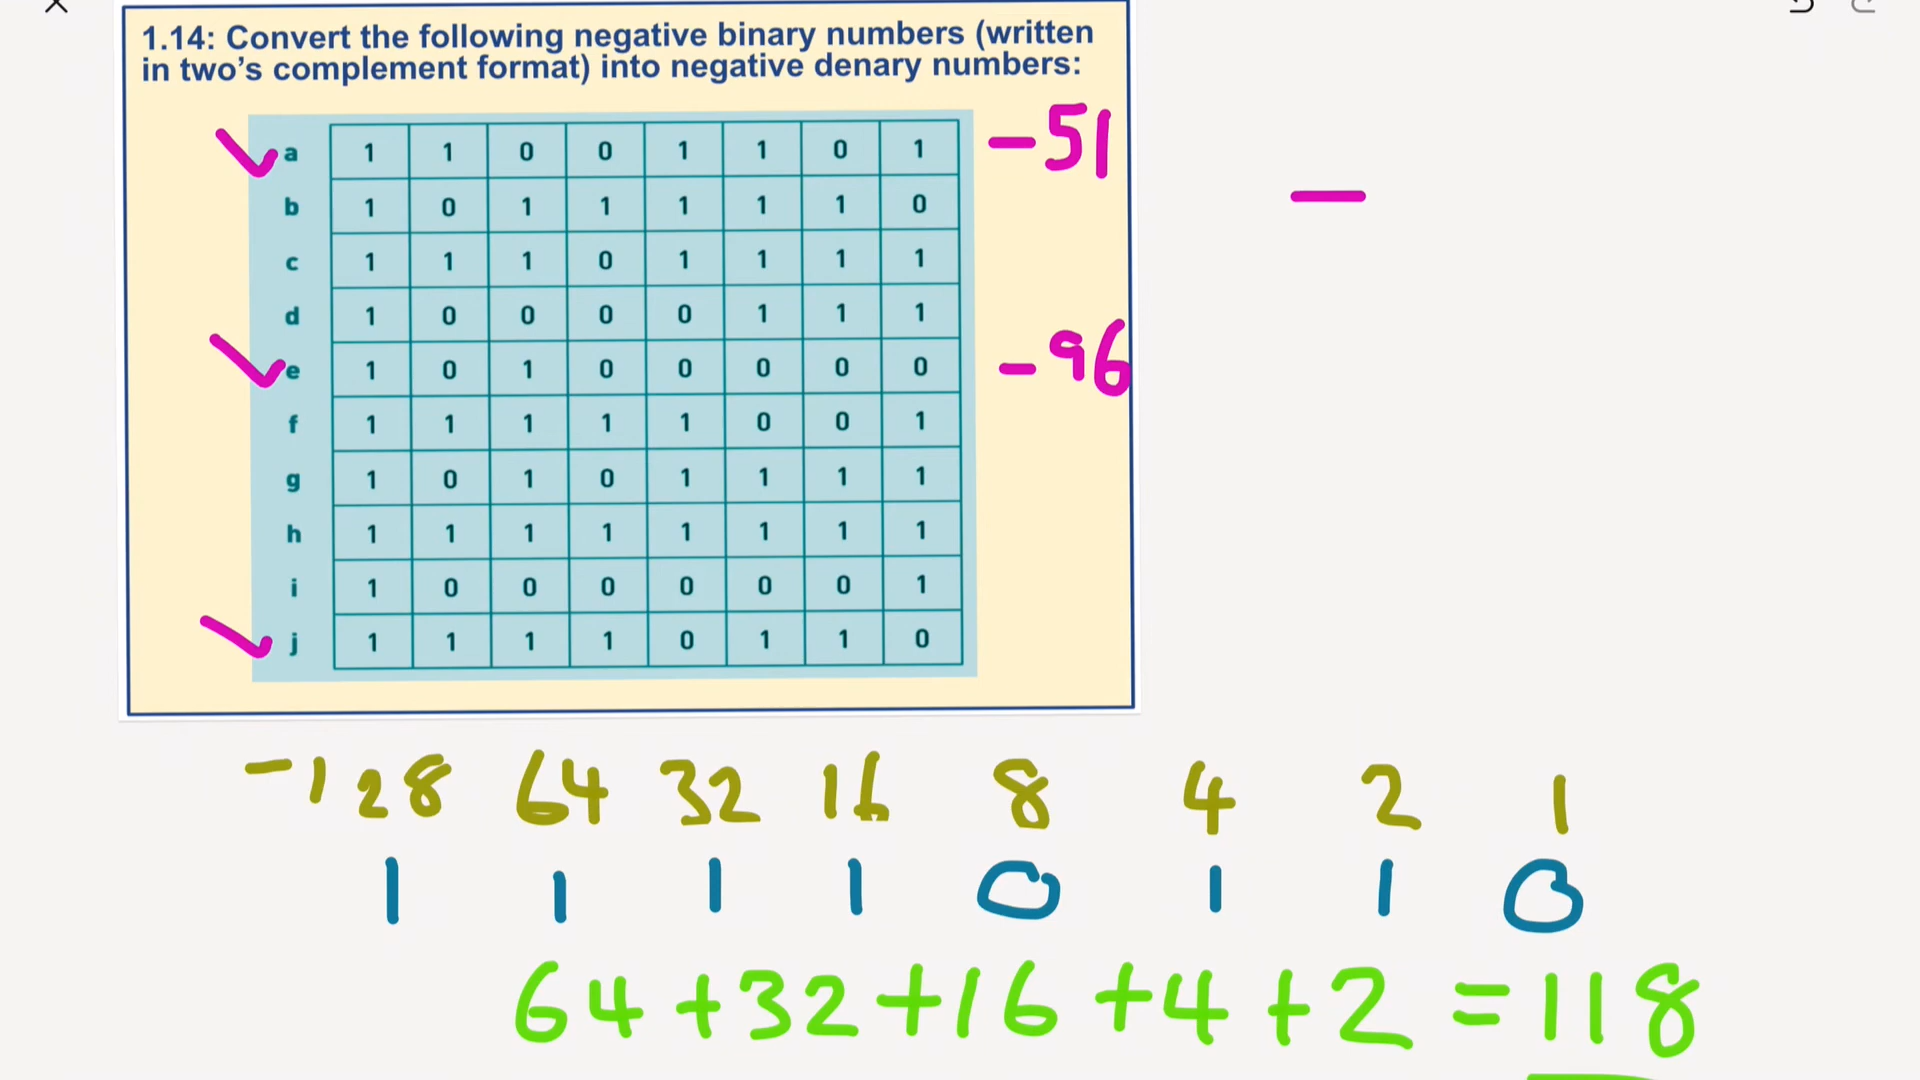 1.14: Convert the following negative binary numbers (written
in two's complement format) into negative denary numbers:
a 1 1 0 0 1 1 0 1 -51
b 1 0 1 1 1 1 1 0
c 1 1 1 0 1 1 1 1
d 1 0 0 0 0 1 1 1
e 1 0 1 0 0 0 0 0 -96
f 1 1 1 1 1 0 0 1
g 1 0 1 0 1 1 1 1
h 1 1 1 1 1 1 1 1
i 1 0 0 0 0 0 0 1
j 1 1 1 1 0 1 1 0
-128 64 32 16 8 4 2 1
1 1 1 1 0 1 1 0
64 + 32 + 16 + 4 + 2 = 118